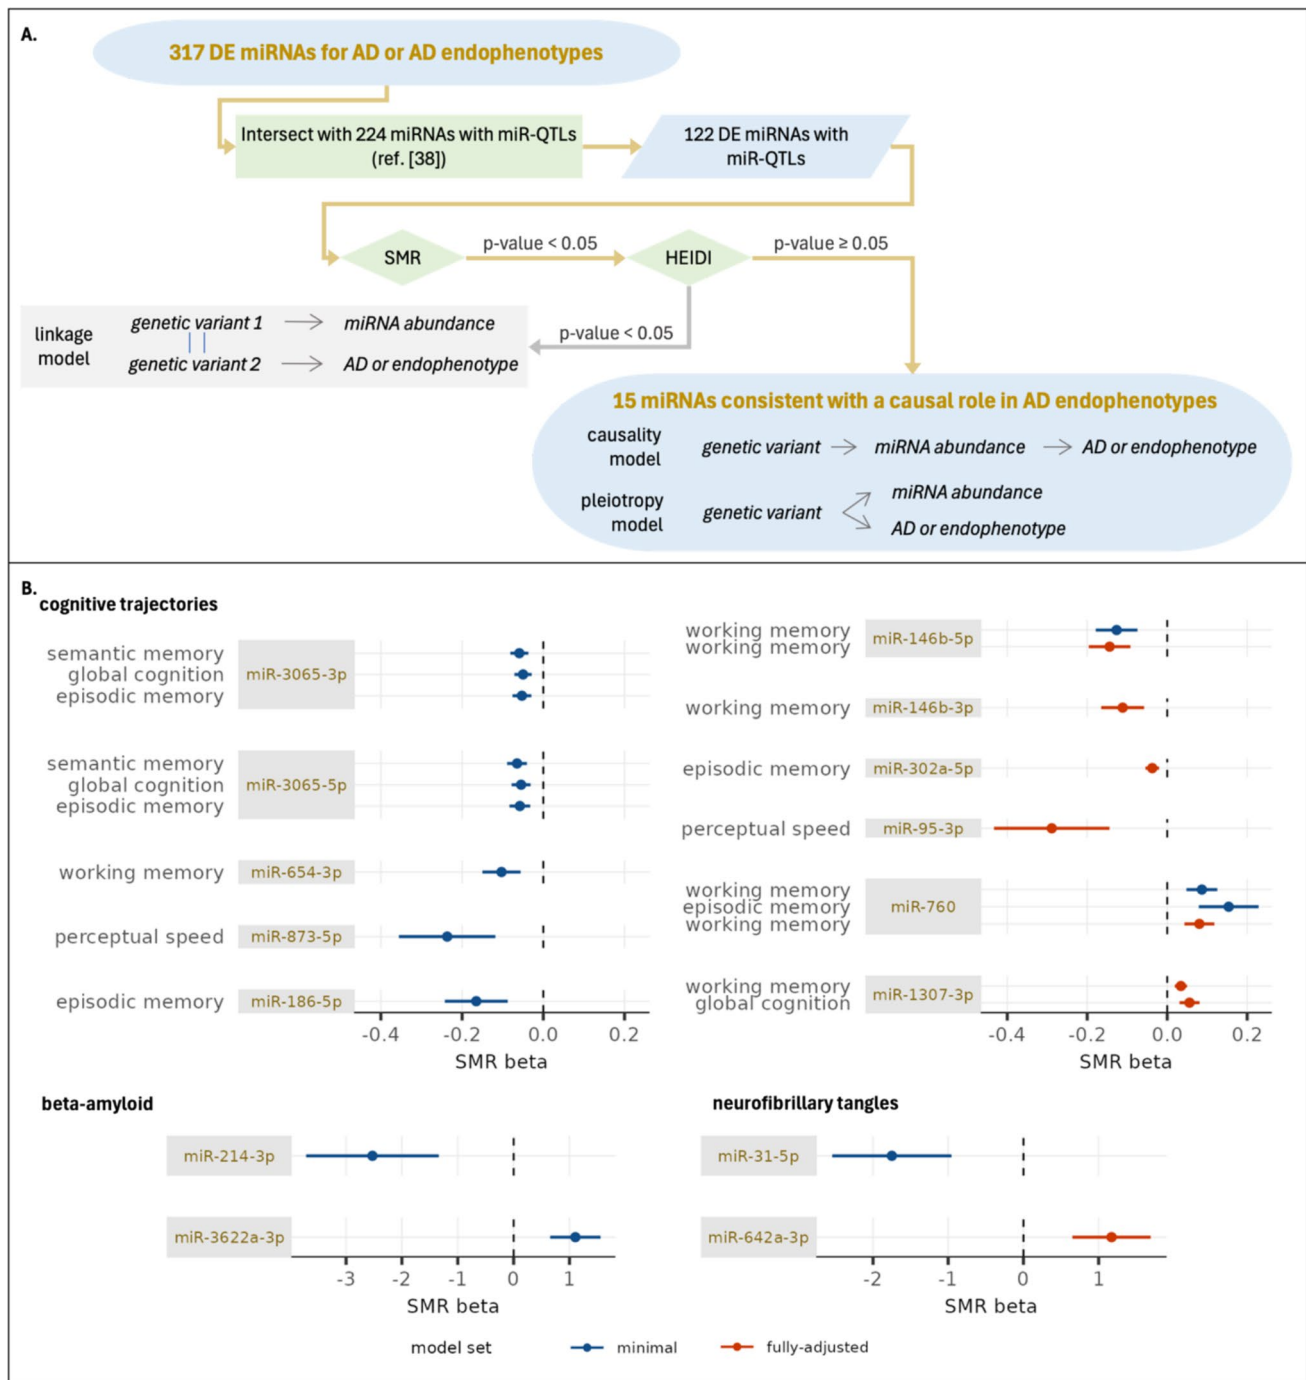 A.
317 DE miRNAs for AD or AD endophenotypes
Intersect with 224 miRNAs with miR-QTLs
(ref. [38])
122 DE miRNAs with
miR-QTLs
SMR
p-value < 0.05
HEIDI
p-value ≥ 0.05
p-value < 0.05
linkage
model
genetic variant 1
miRNA abundance
genetic variant 2
AD or endophenotype
15 miRNAs consistent with a causal role in AD endophenotypes
causality
model
genetic variant
miRNA abundance
AD or endophenotype
pleiotropy
model
genetic variant
miRNA abundance
AD or endophenotype
B.
cognitive trajectories
semantic memory
global cognition
episodic memory
miR-3065-3p
semantic memory
global cognition
episodic memory
miR-3065-5p
working memory
miR-654-3p
perceptual speed
miR-873-5p
episodic memory
miR-186-5p
-0.4 -0.2 0.0 0.2
SMR beta
working memory
working memory
miR-146b-5p
working memory
miR-146b-3p
episodic memory
miR-302a-5p
perceptual speed
miR-95-3p
working memory
episodic memory
working memory
miR-760
working memory
global cognition
miR-1307-3p
-0.4 -0.2 0.0 0.2
SMR beta
beta-amyloid
miR-214-3p
miR-3622a-3p
-3 -2 -1 0 1
SMR beta
neurofibrillary tangles
miR-31-5p
miR-642a-3p
-2 -1 0 1
SMR beta
model set
minimal
fully-adjusted